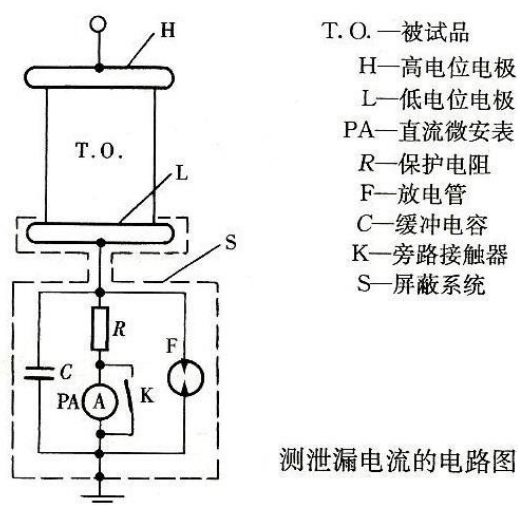 H
T.O.
L
S
R
F
C
PA
A
K
T.O.—被试品
H—高电位电极
L—低电位电极
PA—直流微安表
R—保护电阻
F—放电管
C—缓冲电容
K—旁路接触器
S—屏蔽系统
测泄漏电流的电路图